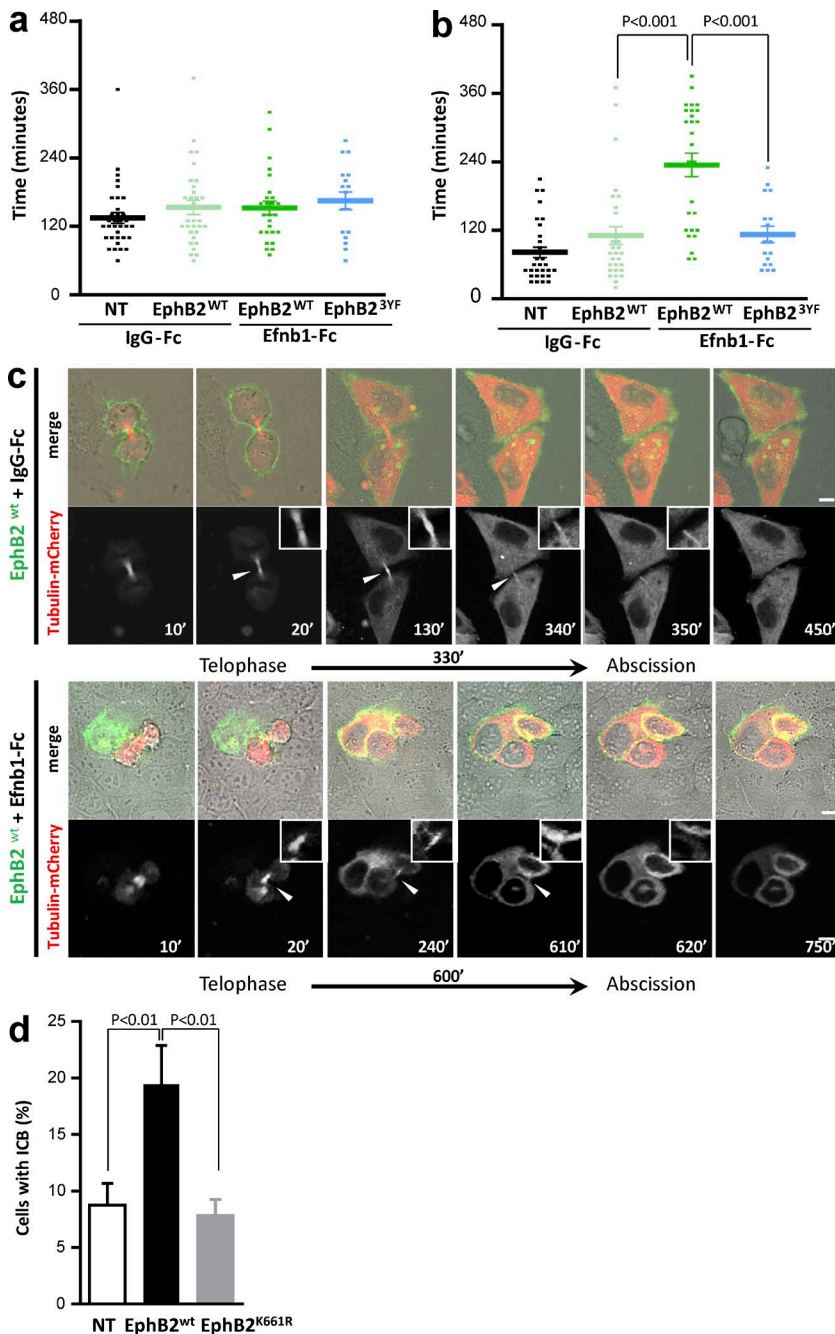 a
480
360
240
120
0
Time (minutes)
NT EphB2WT EphB2WT EphB23YF
IgG-Fc Efnb1-Fc
b
P<0.001 P<0.001
480
360
240
120
0
Time (minutes)
NT EphB2WT EphB2WT EphB23YF
IgG-Fc Efnb1-Fc
c
EphB2 wt + IgG-Fc
merge
Tubulin-mCherry
10’ 20’ 130’ 340’ 350’ 450’
Telophase 330’ Abscission
EphB2 wt + Efnb1-Fc
merge
Tubulin-mCherry
10’ 20’ 240’ 610’ 620’ 750’
Telophase 600’ Abscission
d
P<0.01 P<0.01
25
20
15
10
5
0
Cells with ICB (%)
NT EphB2wt EphB2K661R